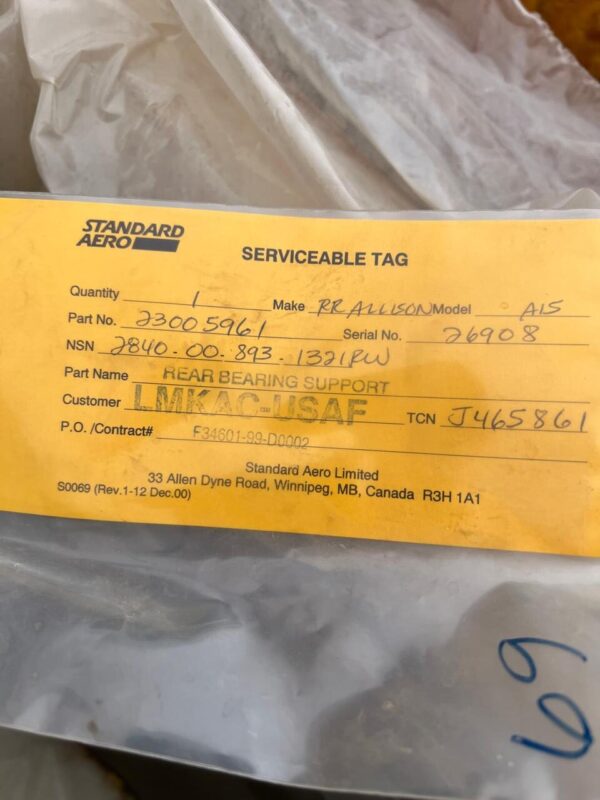 STANDARD
AERO
SERVICEABLE TAG
Quantity 1 Make RR ALLISON Model A15
Part No. 23005961 Serial No. 26908
NSN 2840-00-893-1321RW
Part Name REAR BEARING SUPPORT
Customer LMKAC-USAF TCN J465861
P.O. /Contract# F34601-99-D0002
Standard Aero Limited
33 Allen Dyne Road, Winnipeg, MB, Canada R3H 1A1
S0069 (Rev.1-12 Dec.00)
69